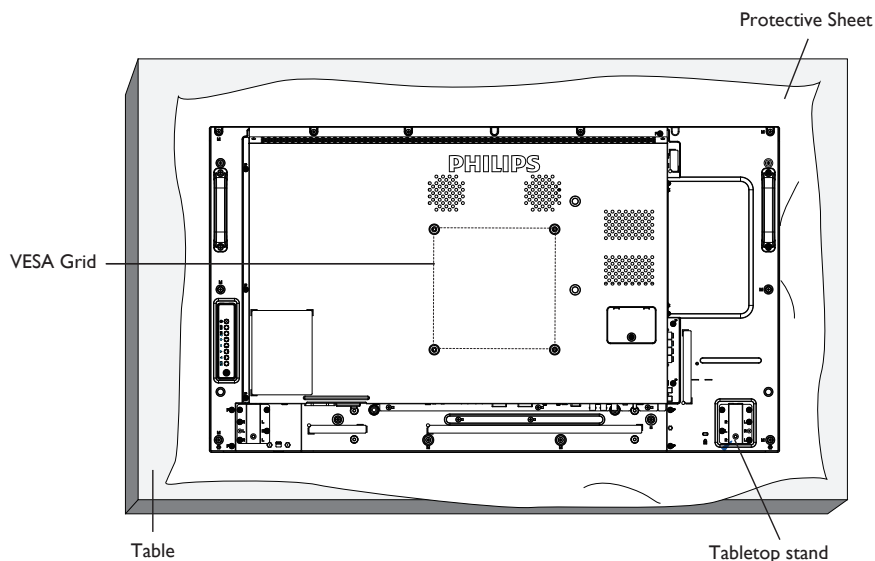 Protective Sheet
PHILIPS
VESA Grid
Table
Tabletop stand